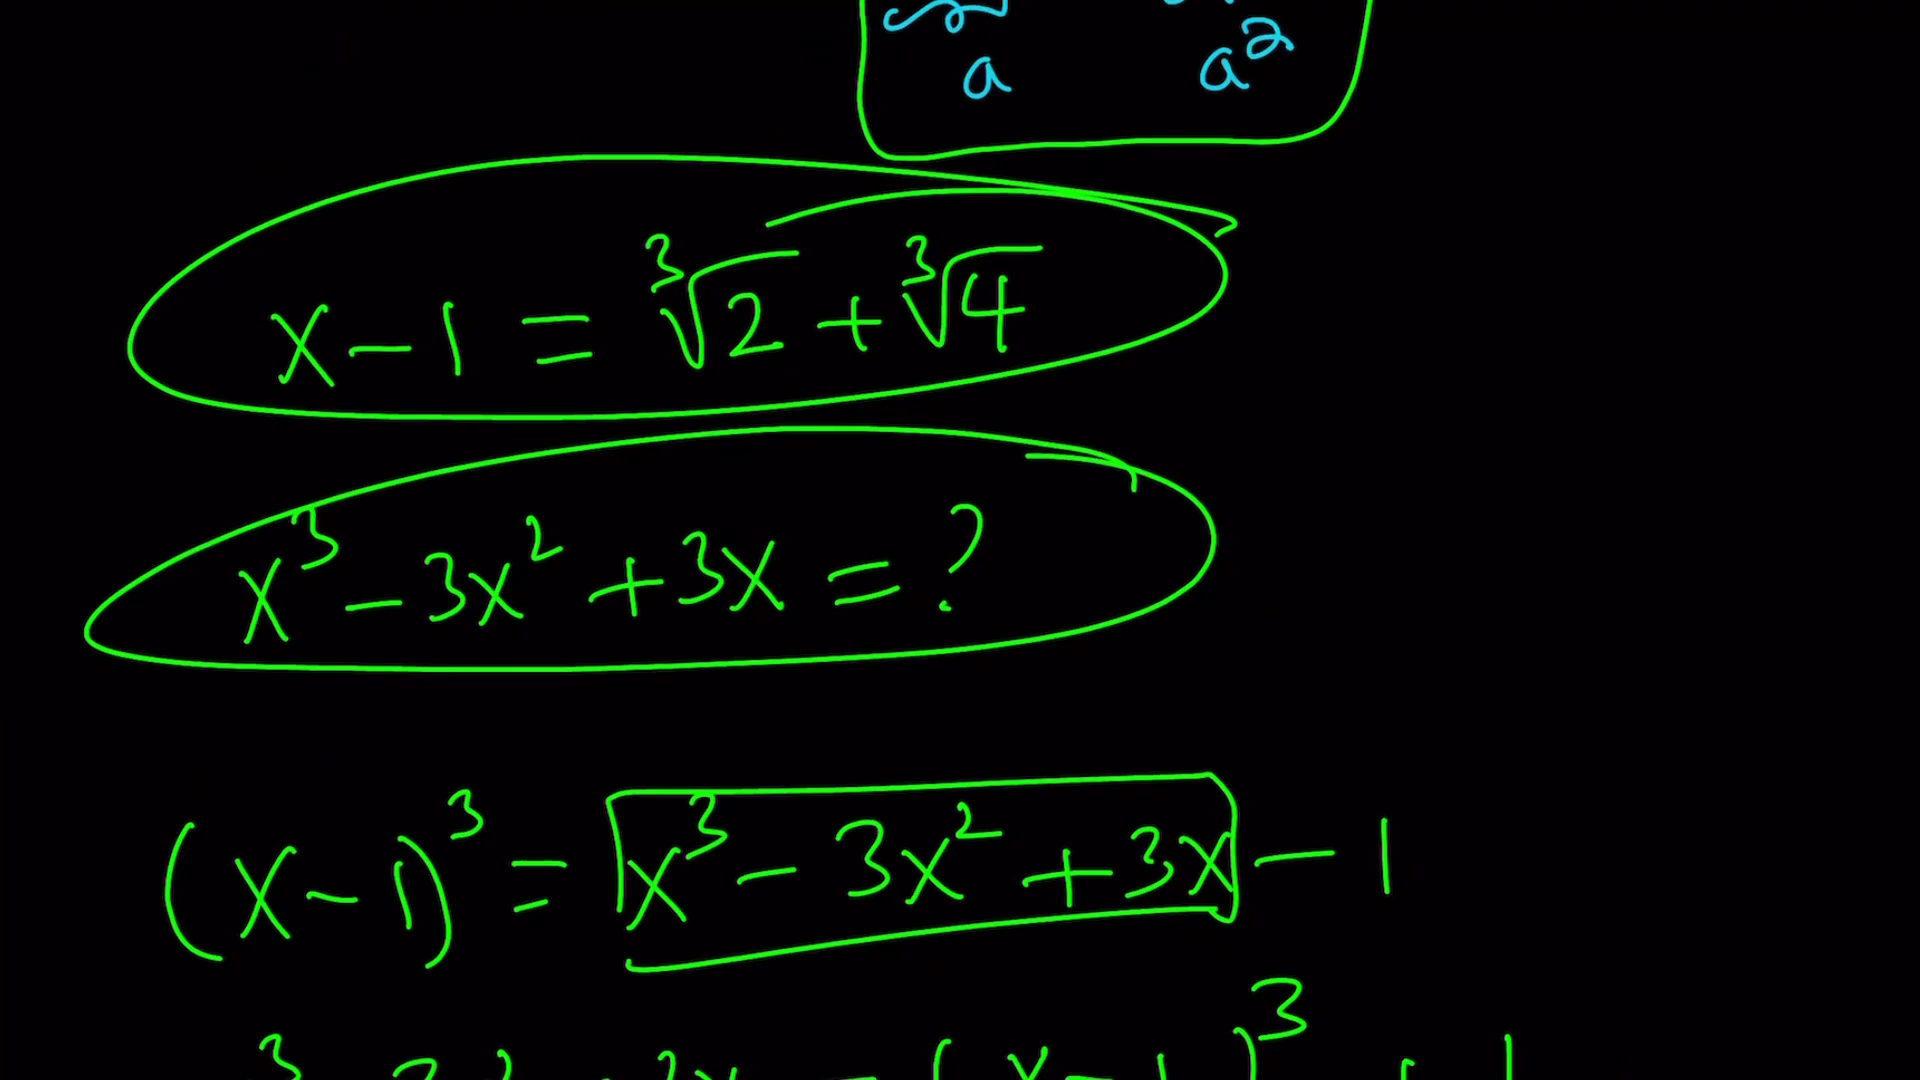 a a²
x-1 = ∛2 + ∛4
x³ - 3x² + 3x = ?
(x-1)³ = x³ - 3x² + 3x - 1